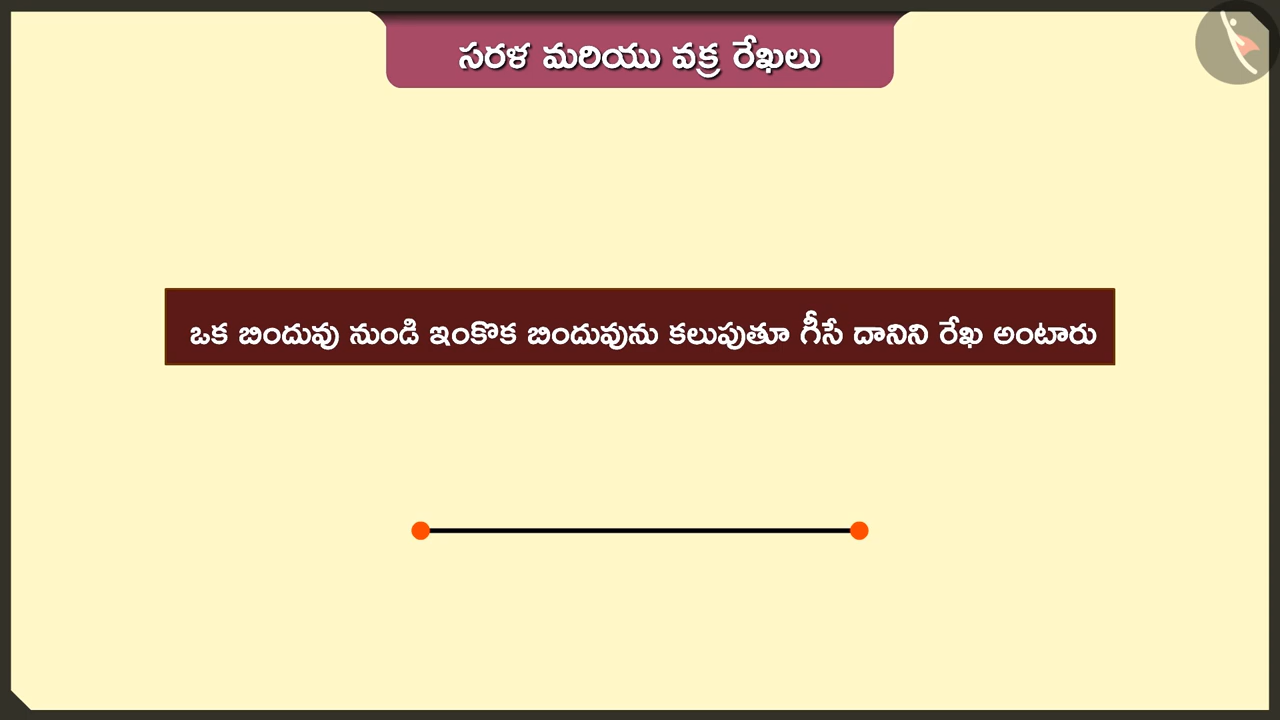 సరళ మరియు వక్ర రేఖలు
ఒక బిందువు నుండి ఇంకొక బిందువును కలుపుతూ గీసే దానిని రేఖ అంటారు